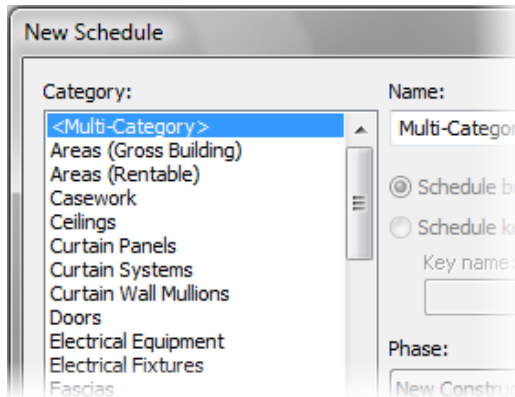 New Schedule
Category:
<Multi-Category>
Areas (Gross Building)
Areas (Rentable)
Casework
Ceilings
Curtain Panels
Curtain Systems
Curtain Wall Mullions
Doors
Electrical Equipment
Electrical Fixtures
Fascias
Name:
Multi-Categor
Schedule b
Schedule k
Key name:
Phase:
New Construc